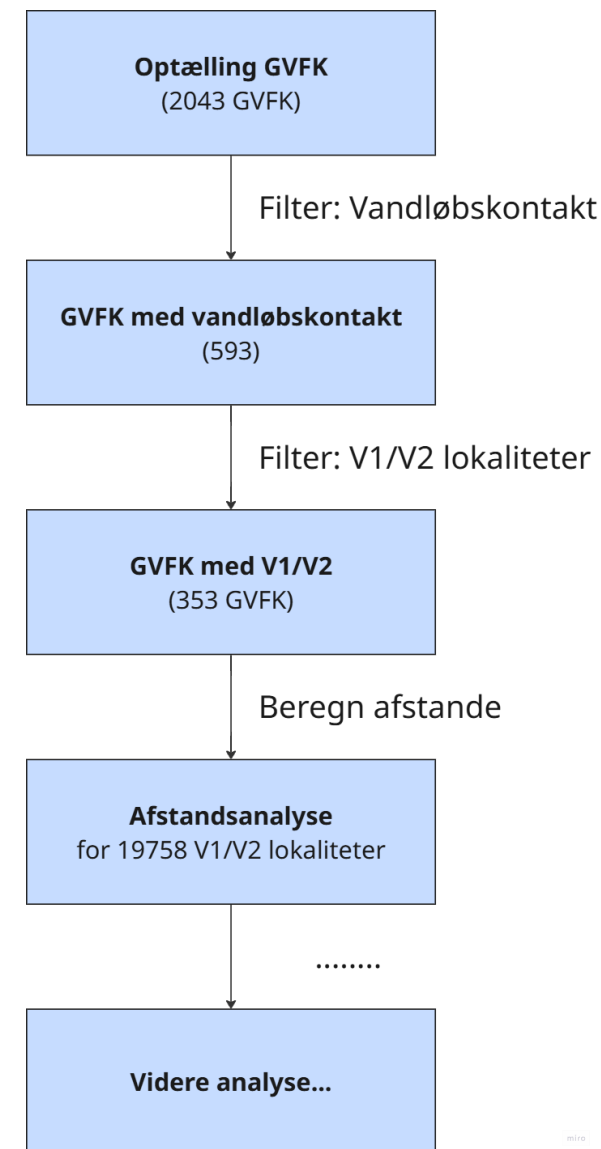 Optælling GVFK
(2043 GVFK)
Filter: Vandløbskontakt
GVFK med vandløbskontakt
(593)
Filter: V1/V2 lokaliteter
GVFK med V1/V2
(353 GVFK)
Beregn afstande
Afstandsanalyse
for 19758 V1/V2 lokaliteter
........
Videre analyse...
miro